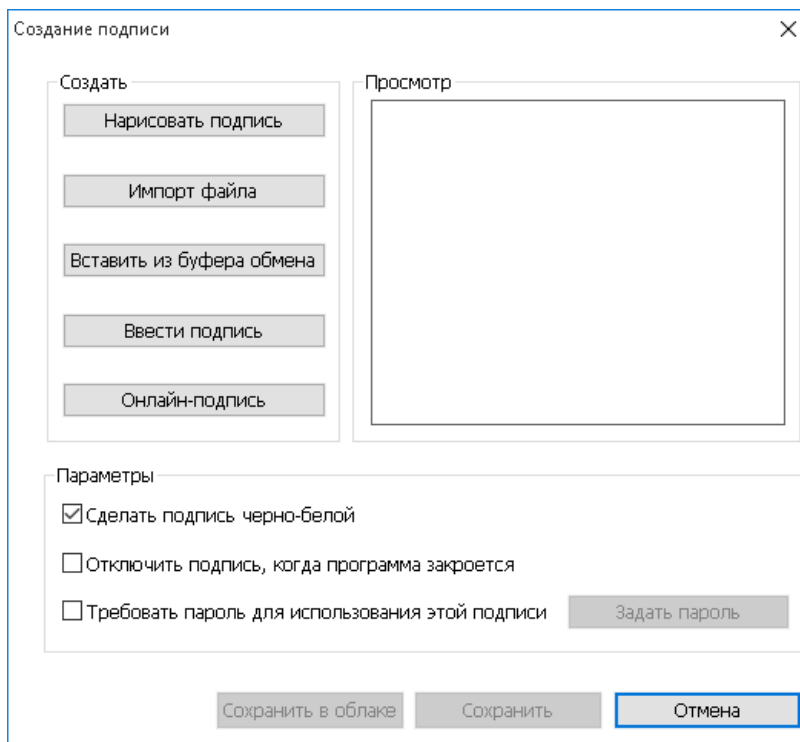 Создание подписи
Создать
Нарисовать подпись
Импорт файла
Вставить из буфера обмена
Ввести подпись
Онлайн-подпись
Просмотр
Параметры
Сделать подпись черно-белой
Отключить подпись, когда программа закроется
Требовать пароль для использования этой подписи
Задать пароль
Сохранить в облаке
Сохранить
Отмена